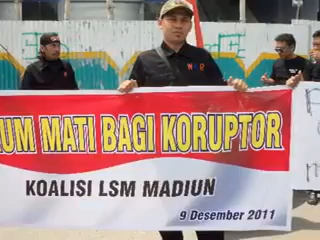 UM MATI BAGI KORUPTOR
KOALISI LSM MADIUN
9 Desember 2011